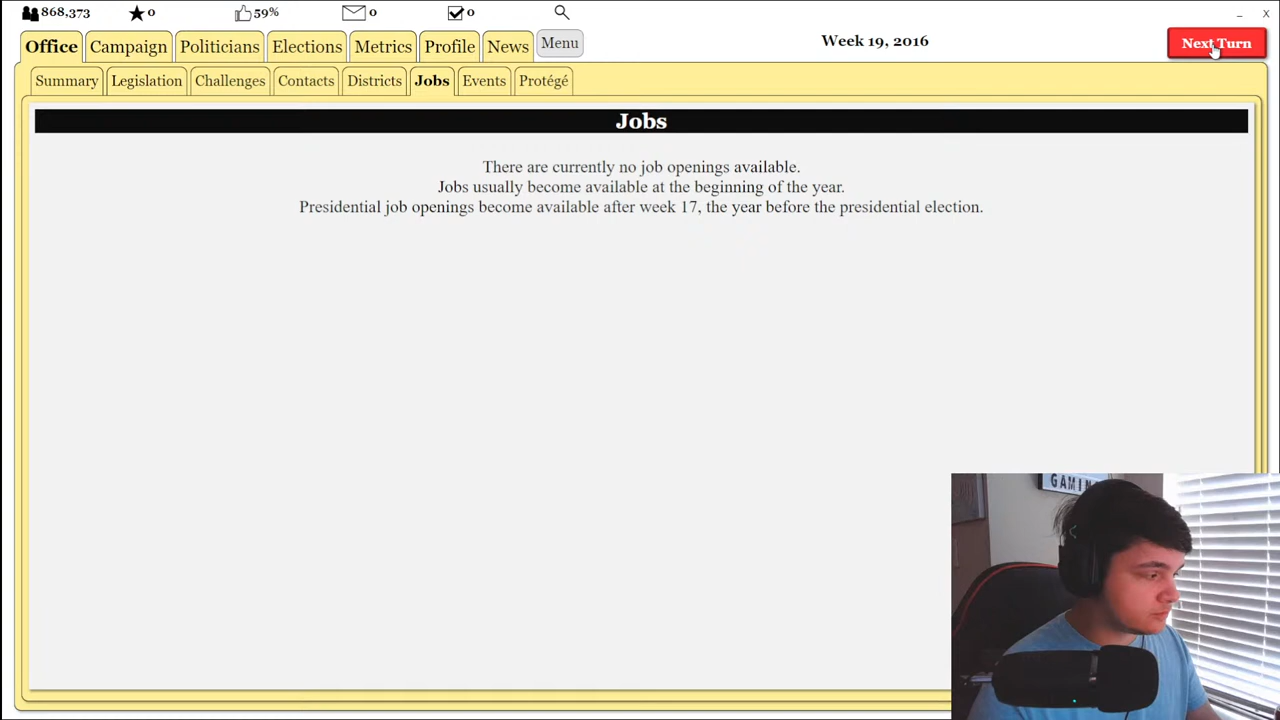 868,373 0 59% 0 0
Office Campaign Politicians Elections Metrics Profile News Menu Week 19, 2016 Next Turn
Summary Legislation Challenges Contacts Districts Jobs Events Protégé
Jobs
There are currently no job openings available.
Jobs usually become available at the beginning of the year.
Presidential job openings become available after week 17, the year before the presidential election.